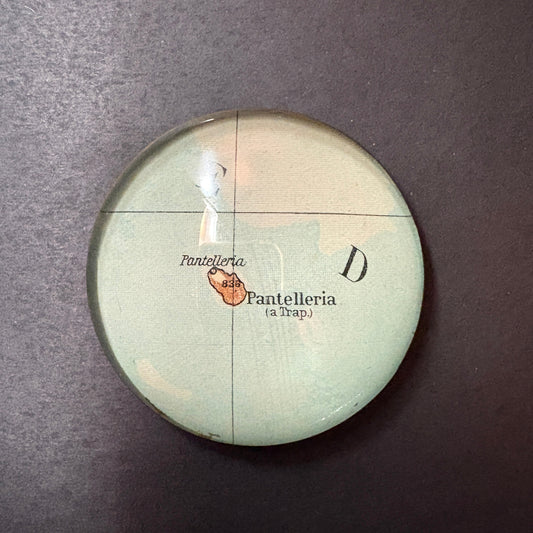 C
D
Pantelleria
836
Pantelleria
(a Trap.)